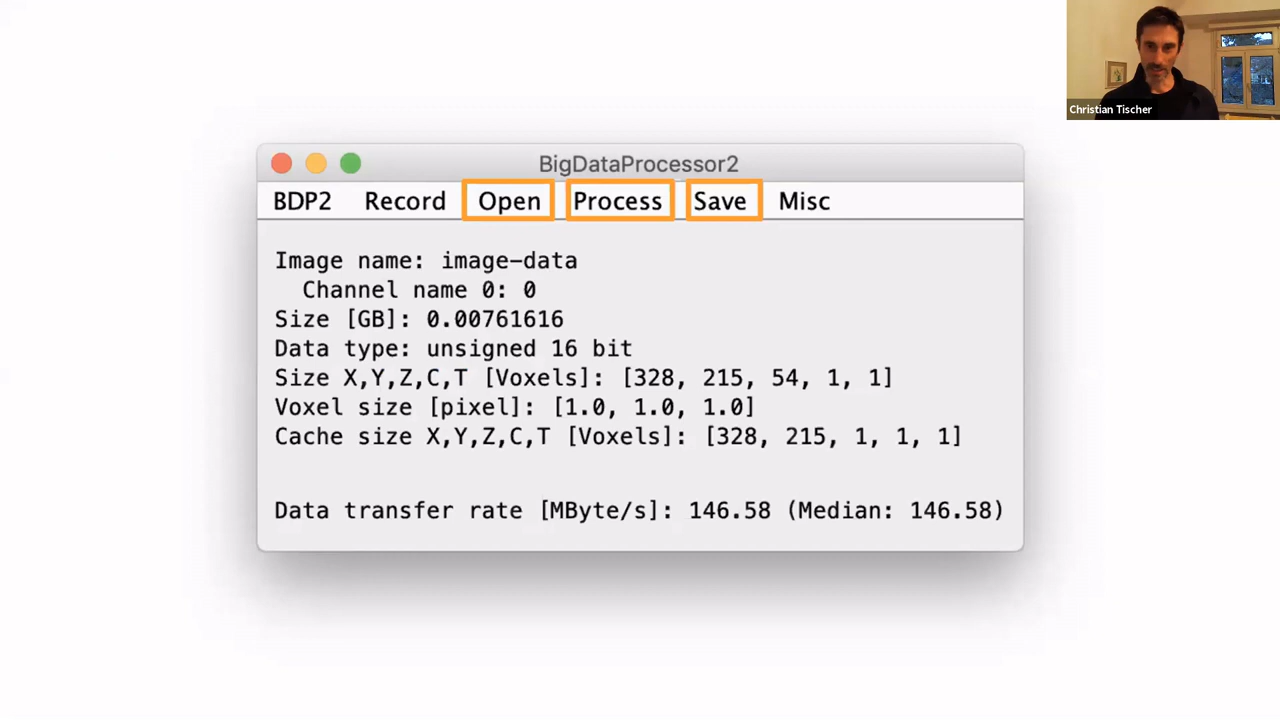 Christian Tischer
BigDataProcessor2
BDP2 Record Open Process Save Misc
Image name: image-data
Channel name 0: 0
Size [GB]: 0.00761616
Data type: unsigned 16 bit
Size X,Y,Z,C,T [Voxels]: [328, 215, 54, 1, 1]
Voxel size [pixel]: [1.0, 1.0, 1.0]
Cache size X,Y,Z,C,T [Voxels]: [328, 215, 1, 1, 1]
Data transfer rate [MByte/s]: 146.58 (Median: 146.58)